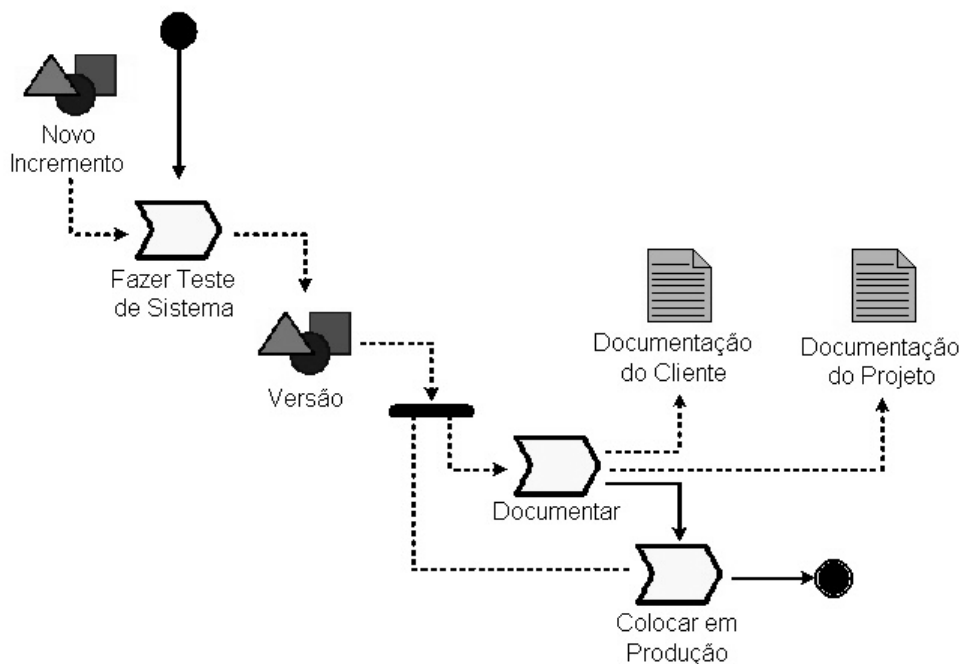 Novo
Incremento
Fazer Teste
de Sistema
Versão
Documentação
do Cliente
Documentação
do Projeto
Documentar
Colocar em
Produção